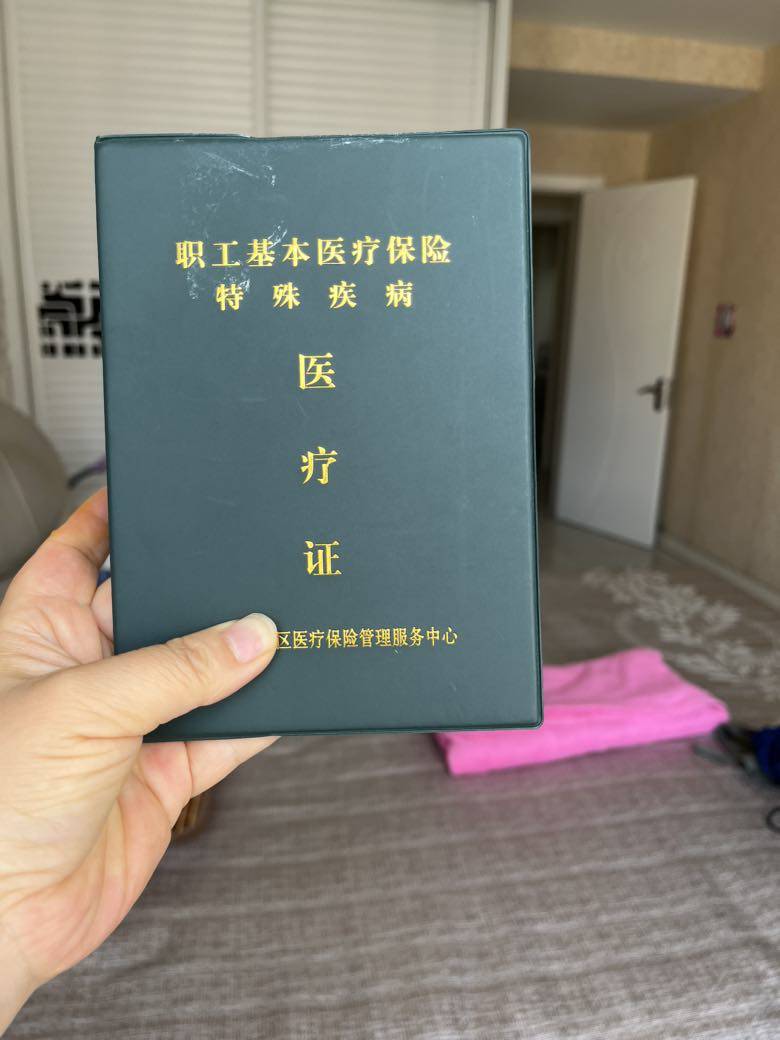 职工基本医疗保险
特殊疾病
医
疗
证
区医疗保险管理服务中心